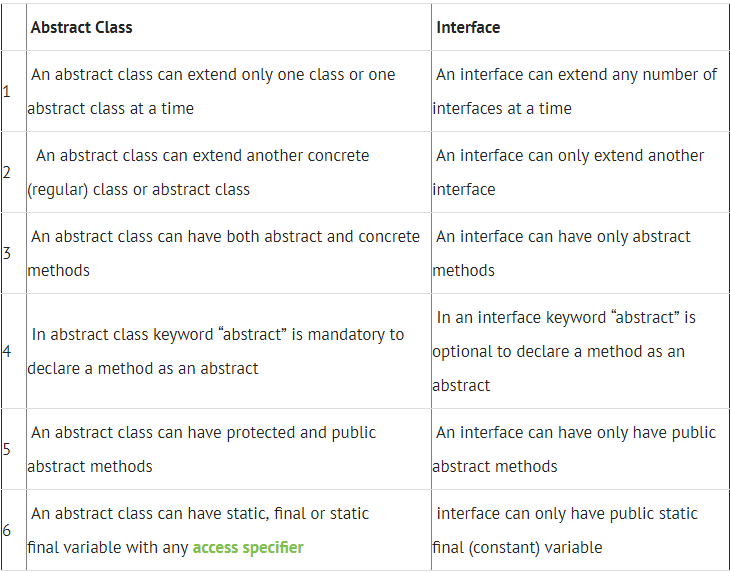 Abstract Class Interface
1 An abstract class can extend only one class or one An interface can extend any number of
abstract class at a time interfaces at a time
2 An abstract class can extend another concrete An interface can only extend another
(regular) class or abstract class interface
3 An abstract class can have both abstract and concrete An interface can have only abstract
methods methods
4 In abstract class keyword “abstract” is mandatory to
declare a method as an abstract
In an interface keyword “abstract” is
optional to declare a method as an
abstract
5 An abstract class can have protected and public An interface can have only have public
abstract methods abstract methods
6 An abstract class can have static, final or static interface can only have public static
final variable with any access specifier final (constant) variable